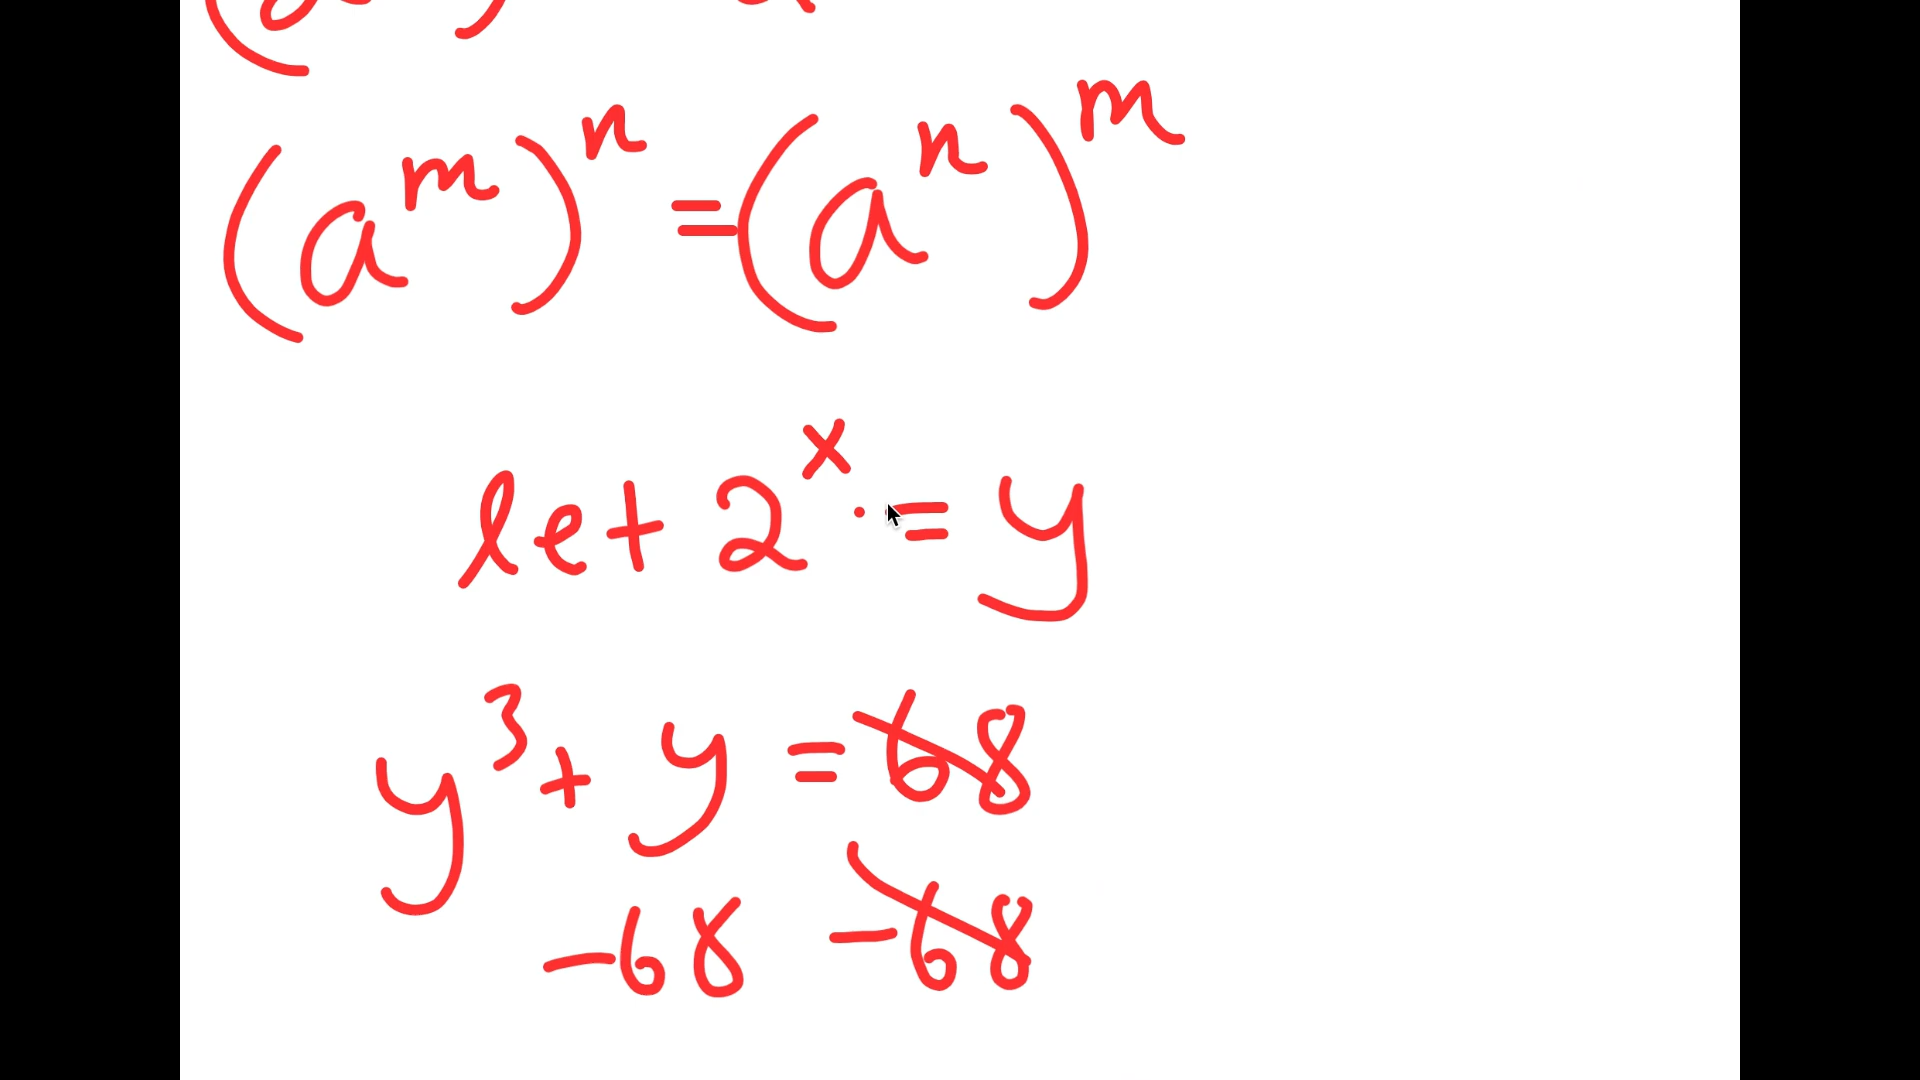 (a^m)^n = (a^n)^m
let 2^x = y
y^3 + y = 68
-68 -68